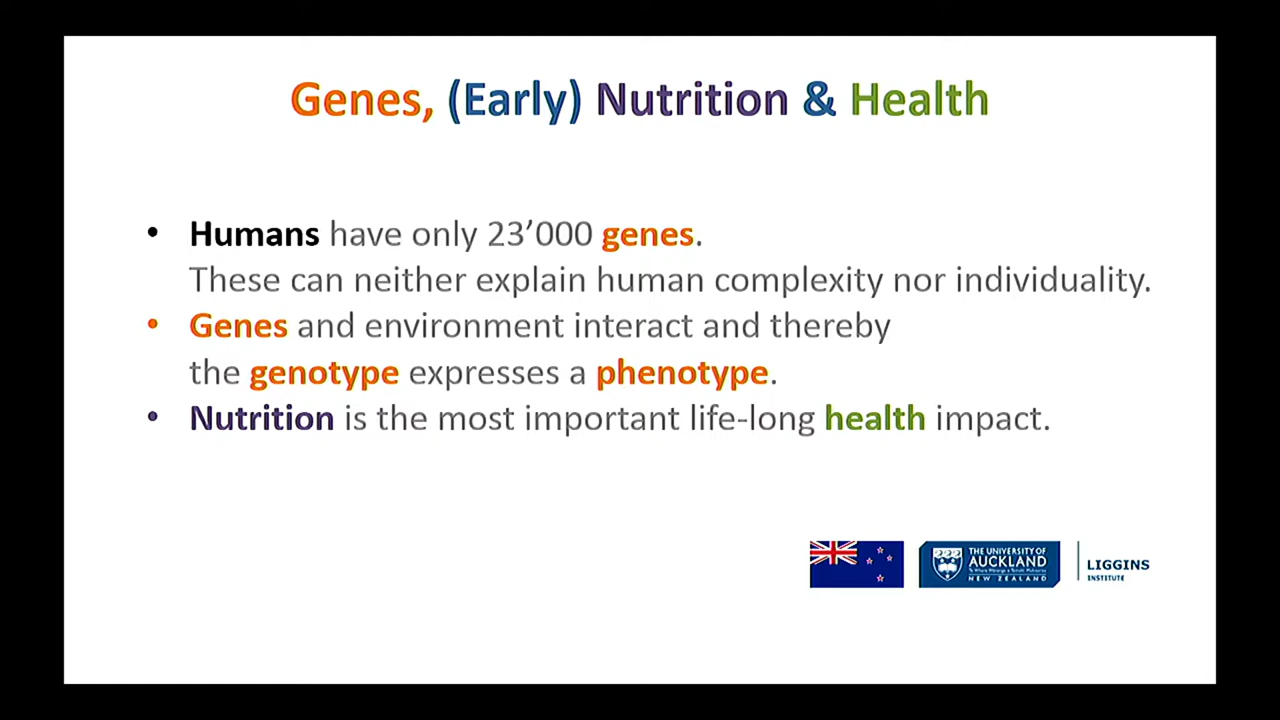 Genes, (Early) Nutrition & Health
• Humans have only 23’000 genes.
These can neither explain human complexity nor individuality.
• Genes and environment interact and thereby
the genotype expresses a phenotype.
• Nutrition is the most important life-long health impact.
THE UNIVERSITY OF
AUCKLAND
NEW ZEALAND
LIGGINS
INSTITUTE